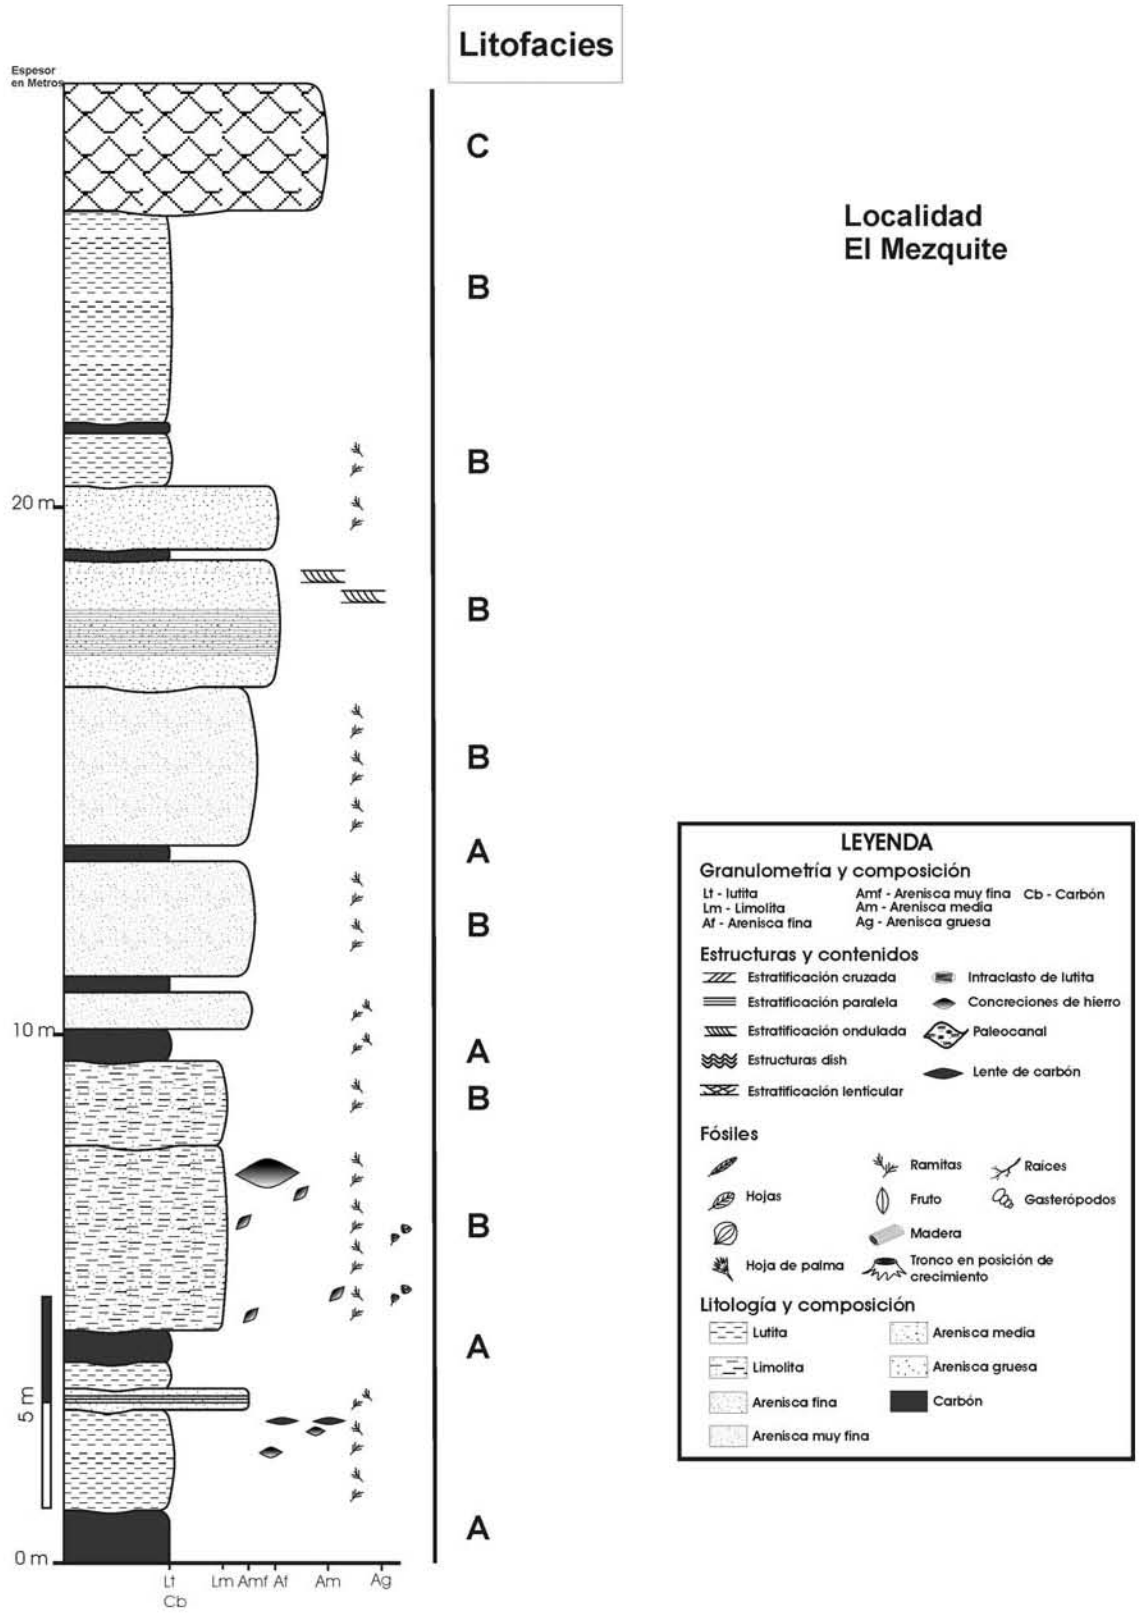 Litofacies
Espesor
en Metros
C
Localidad
El Mezquite
B
B
20 m
B
B
A
B
10 m
A
B
B
A
5 m
A
0 m
Lt Lm Amf Af Am Ag
Cb
LEYENDA
Granulometría y composición
Lt - lutita Amf - Arenisca muy fina Cb - Carbón
Lm - Limolita Am - Arenisca media
Af - Arenisca fina Ag - Arenisca gruesa
Estructuras y contenidos
Estratificación cruzada Intraclasto de lutita
Estratificación paralela Concreciones de hierro
Estratificación ondulada Paleocanal
Estructuras dish
Lente de carbón
Estratificación lenticular
Fósiles
Ramitas Raíces
Hojas Fruto Gasterópodos
Madera
Hoja de palma Tronco en posición de
crecimiento
Litología y composición
Lutita Arenisca media
Limolita Arenisca gruesa
Arenisca fina Carbón
Arenisca muy fina